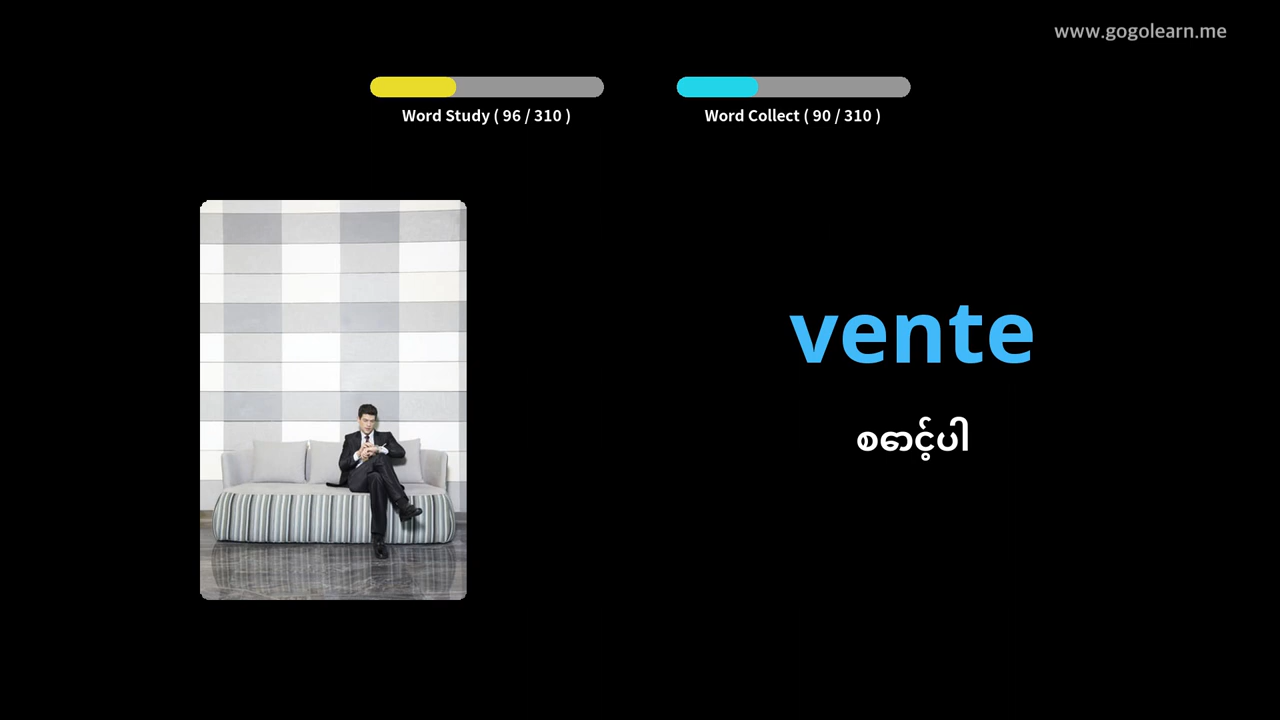 www.gogolearn.me
Word Study ( 96 / 310 )
Word Collect ( 90 / 310 )
vente
စောင့်ပါ